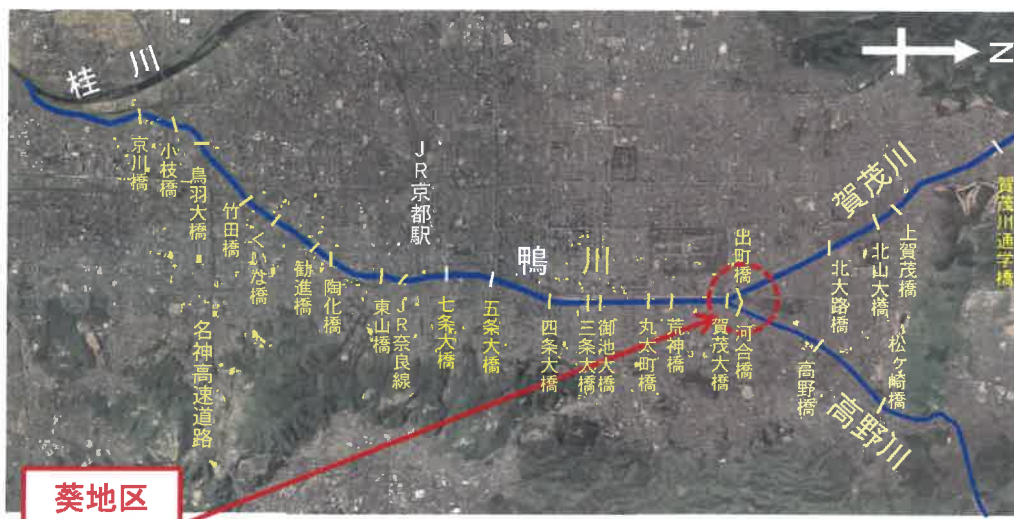 桂川
N
京川橋
小枝橋
鳥羽大橋
竹田橋
くいな橋
勧進橋
陶化橋
名神高速道路
東山橋
JR奈良線
JR京都駅
七条大橋
五条大橋
鴨川
四条大橋
三条大橋
御池大橋
丸太町橋
荒神橋
賀茂大橋
出町橋
河合橋
賀茂川
北大路橋
北山大橋
上賀茂橋
賀茂川通学橋
高野橋
松ヶ崎橋
高野川
葵地区